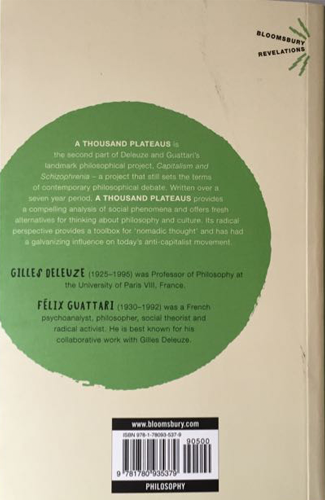 BLOOMSBURY
REVELATIONS
A THOUSAND PLATEAUS is
the second part of Deleuze and Guattari's
landmark philosophical project, Capitalism and
Schizophrenia – a project that still sets the terms
of contemporary philosophical debate. Written over a
seven year period, A THOUSAND PLATEAUS provides
a compelling analysis of social phenomena and offers fresh
alternatives for thinking about philosophy and culture. Its radical
perspective provides a toolbox for 'nomadic thought' and has
had a galvanizing influence on today's anti-capitalist movement.
GILLES DELEUZE (1925–1995) was Professor of Philosophy at
the University of Paris VIII, France.
FÉLIX GUATTARI (1930–1992) was a French
psychoanalyst, philosopher, social theorist and
radical activist. He is best known for his
collaborative work with Gilles Deleuze.
www.bloomsbury.com
ISBN 978-1-78093-537-9
90500
9 781780 935379
PHILOSOPHY